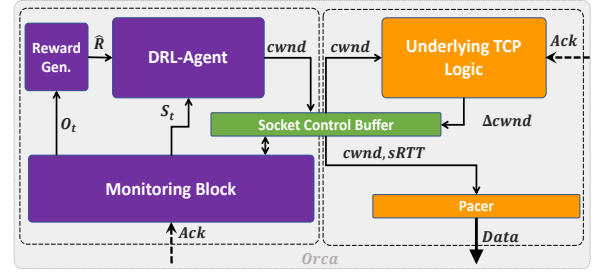 Reward
Gen.
R̂
DRL-Agent
cwnd
cwnd
Underlying TCP
Logic
Ack
O_t
S_t
Socket Control Buffer
Δcwnd
cwnd, sRTT
Monitoring Block
Pacer
Ack
Data
Orca